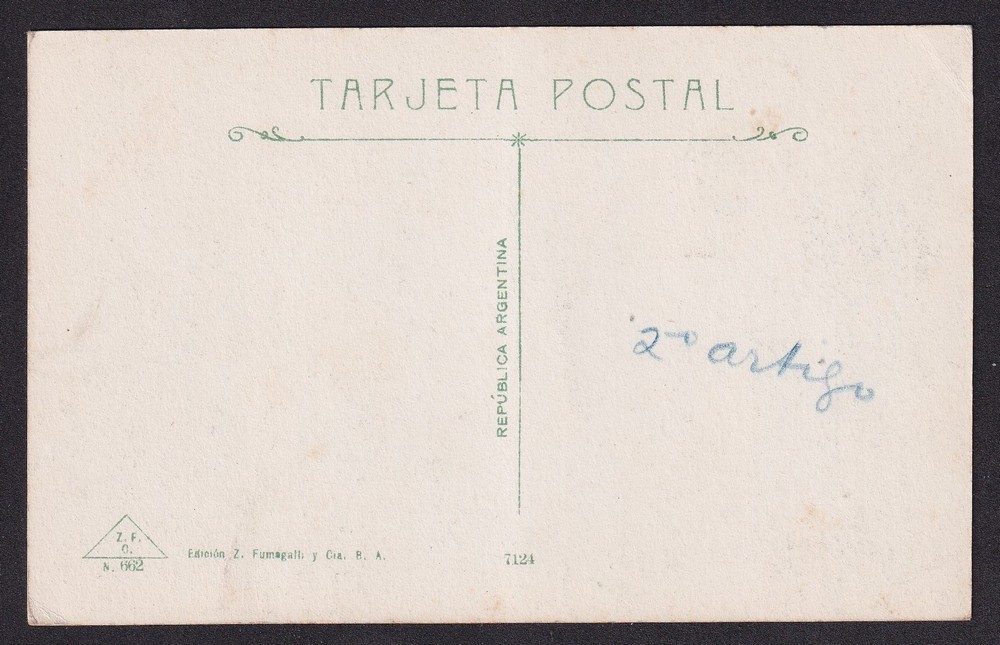 TARJETA POSTAL
REPÚBLICA ARGENTINA
2º artigo
Z. F.
C.
N. 662
Edición Z. Fumagalli y Cia. B. A.
7124